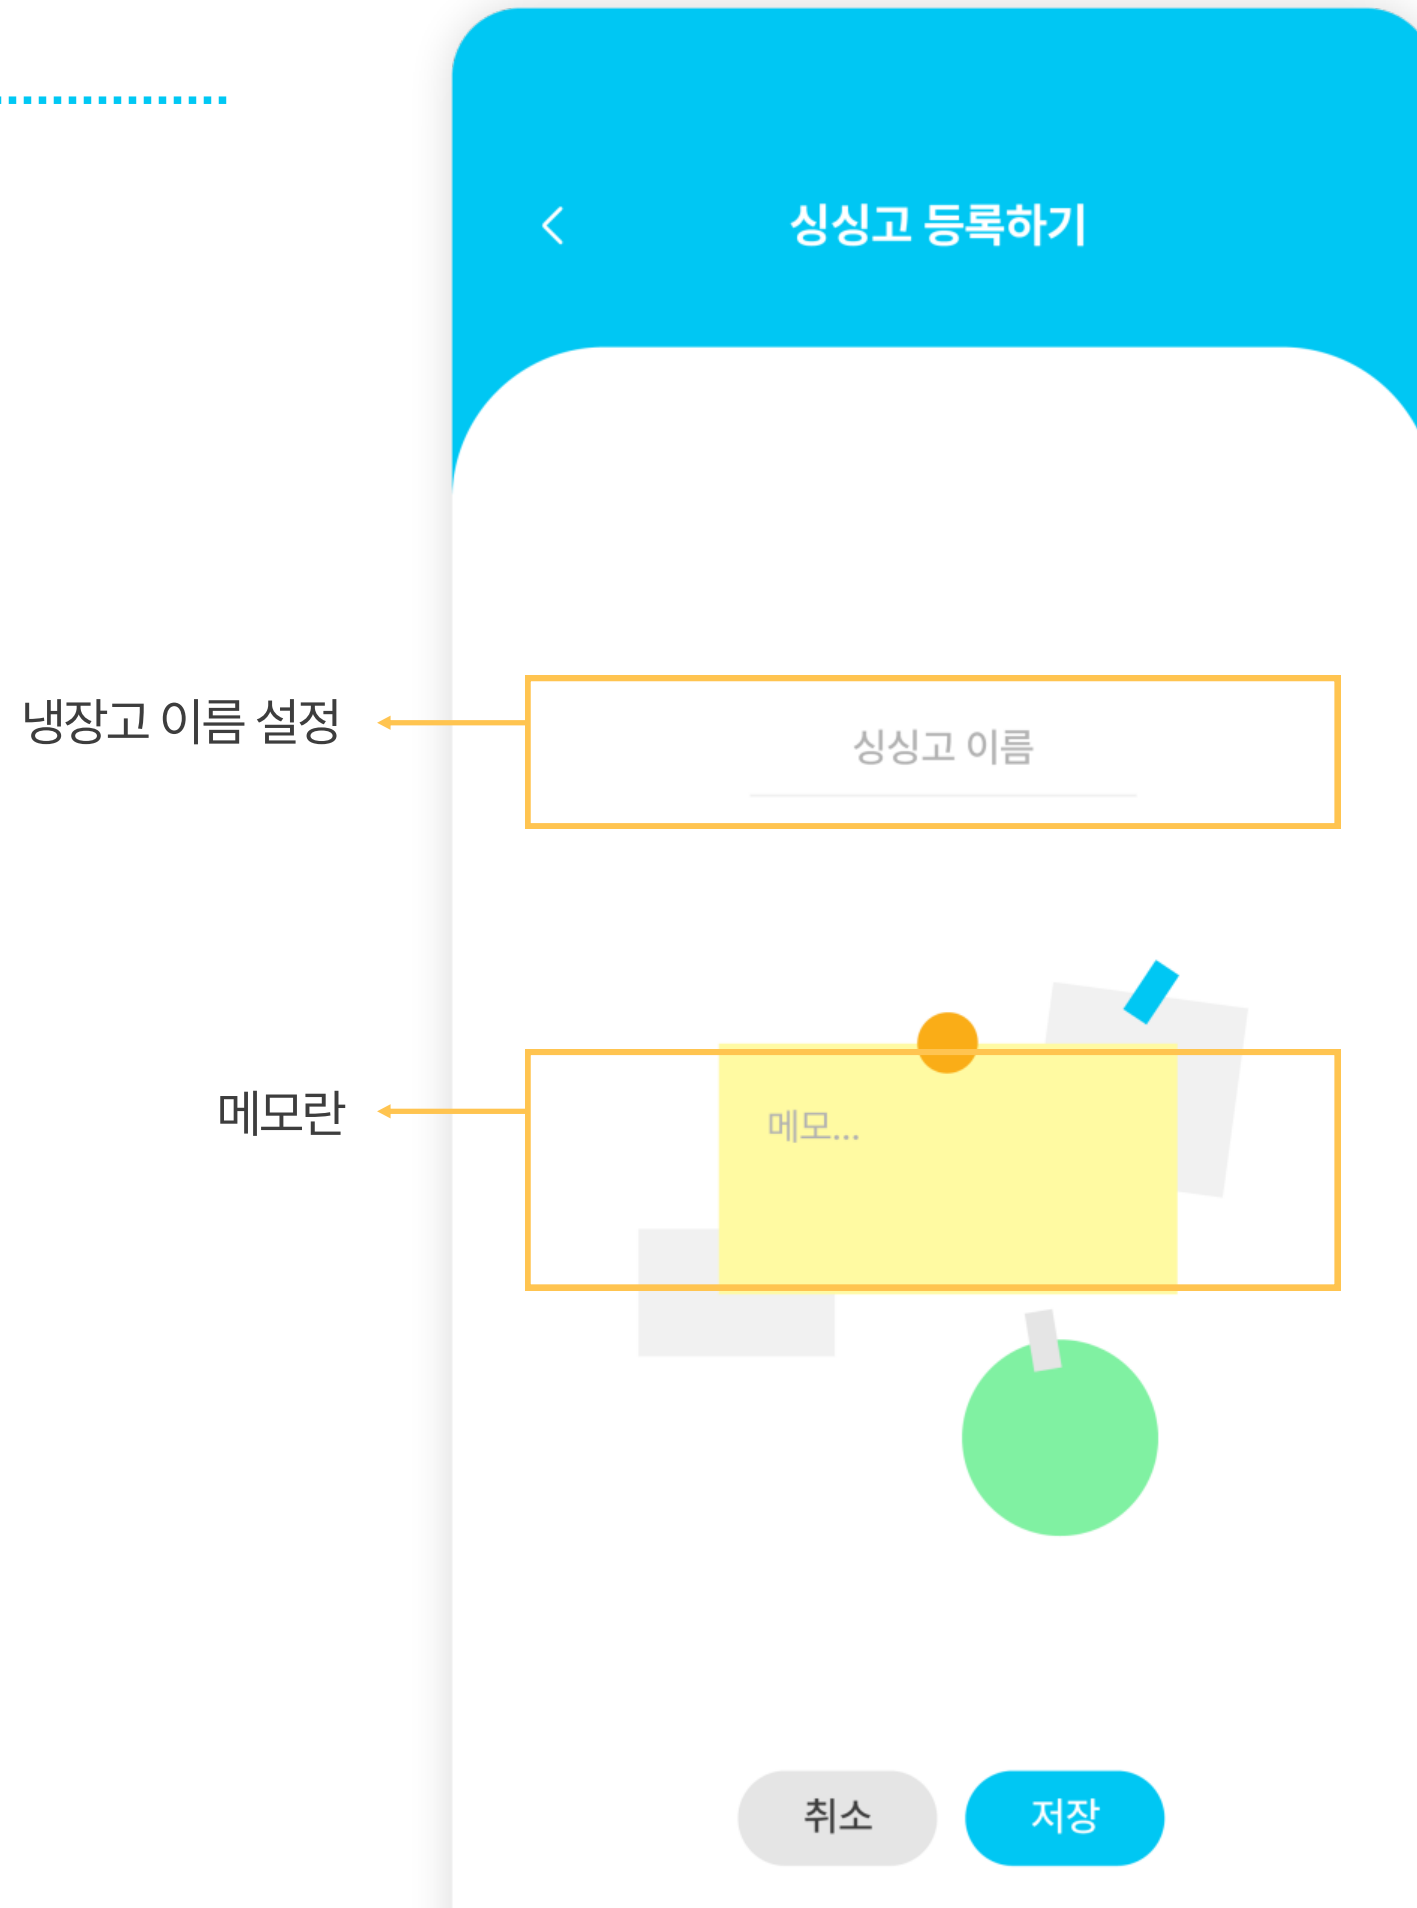 싱싱고 등록하기
냉장고 이름 설정
싱싱고 이름
메모란
메모...
취소
저장